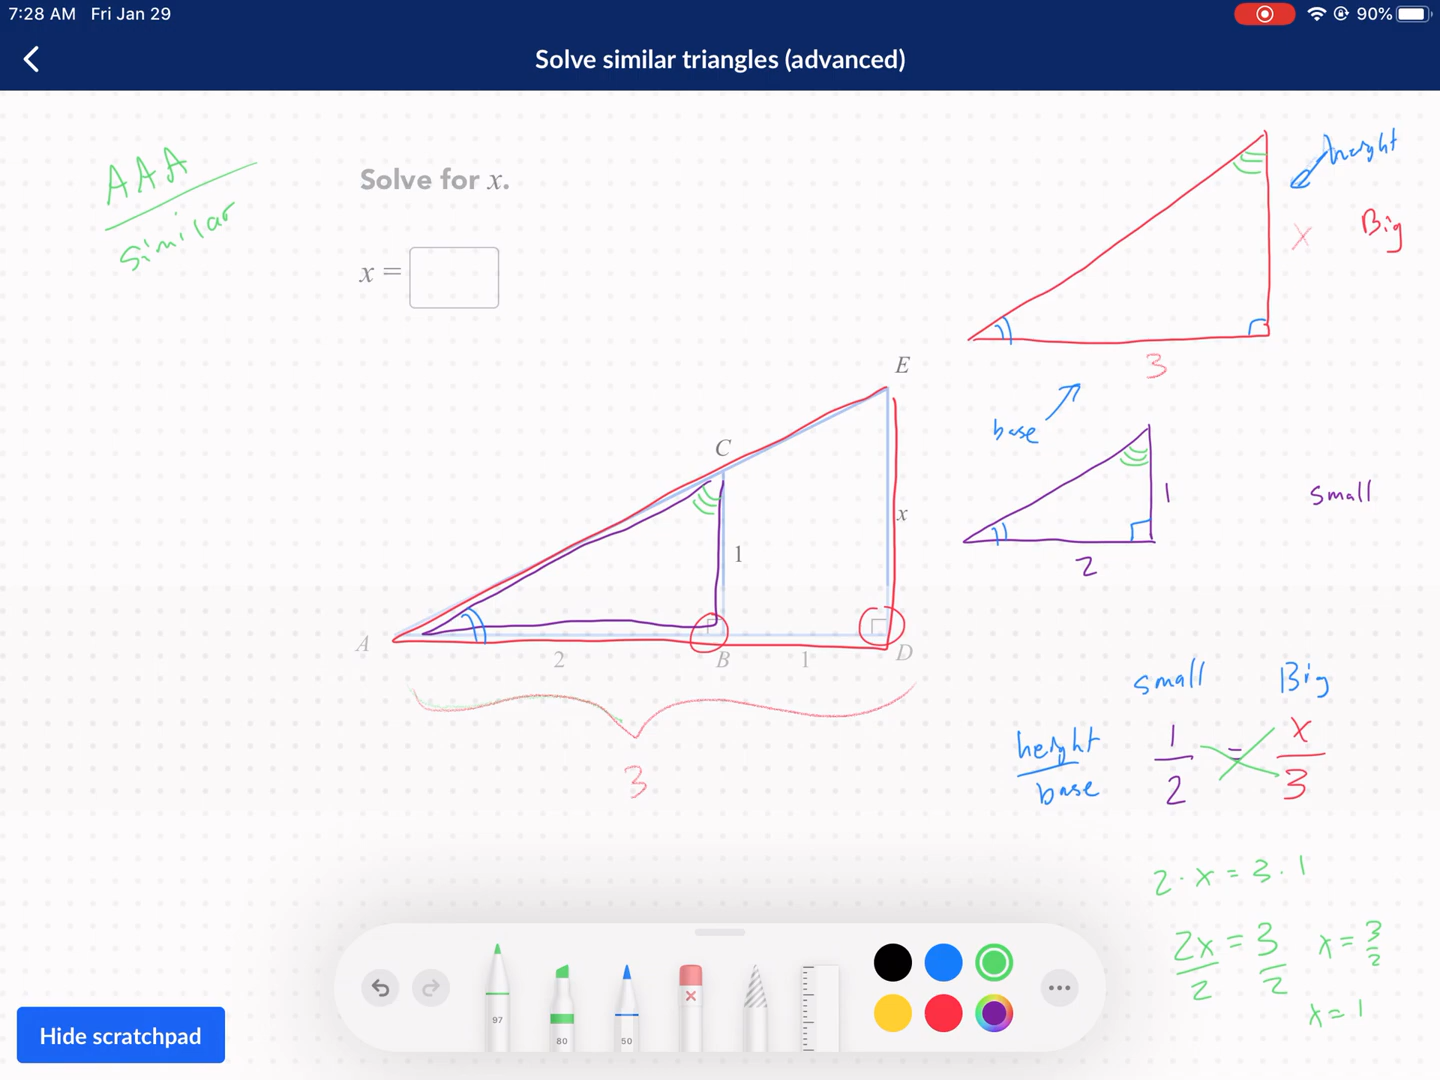 7:28 AM Fri Jan 29
90%
Solve similar triangles (advanced)
AAA
Similar
Solve for x.
x =
height
x
Big
3
base
1
small
2
E
C
x
1
A
2
B
1
D
3
small Big
height
base
1/2 = x/3
2 · x = 3 · 1
2x/2 = 3/2
x = 3/2
x = 1
97
80
50
Hide scratchpad